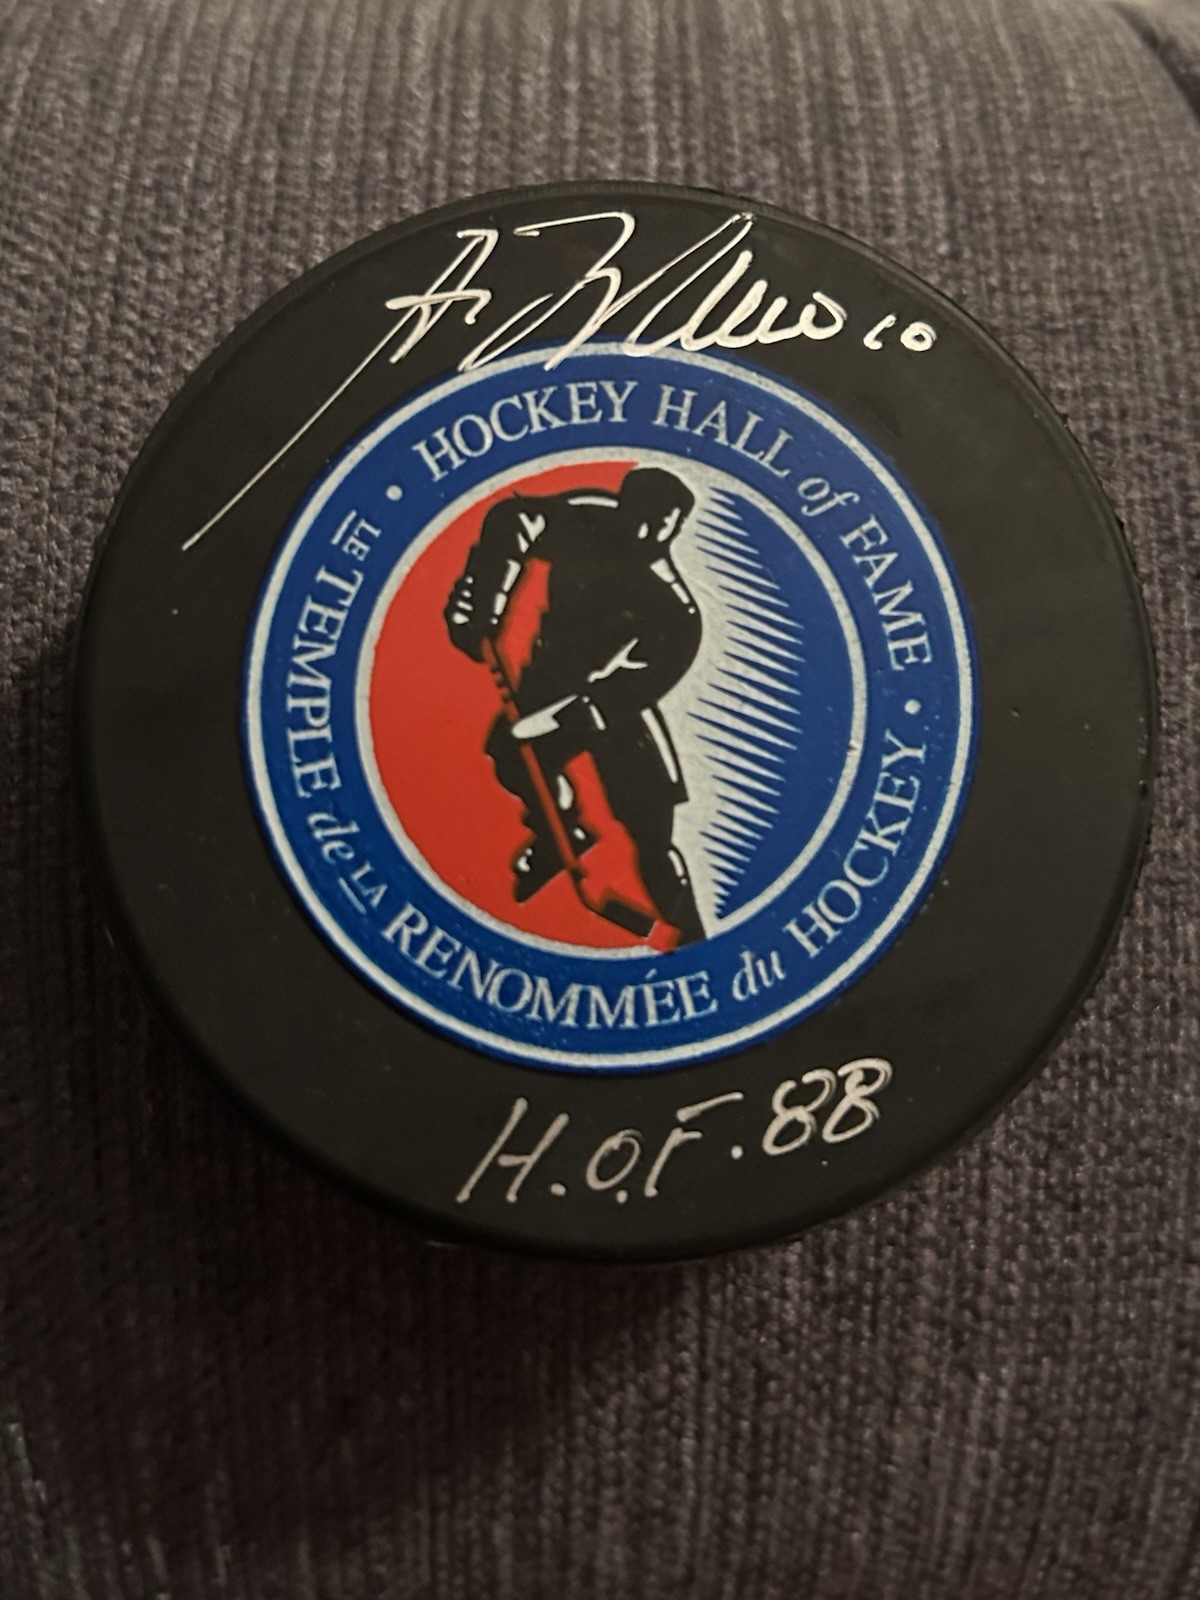 10
HOCKEY HALL of FAME
LE TEMPLE de LA RENOMMÉE du HOCKEY
H.O.F. 88